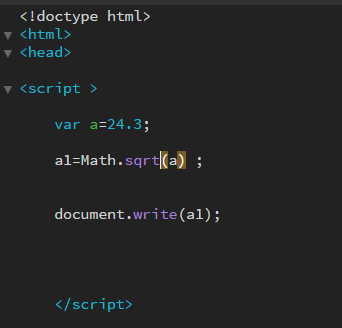 <!doctype html>
<html>
<head>
<script >
var a=24.3;
a1=Math.sqrt(a) ;
document.write(a1);
</script>